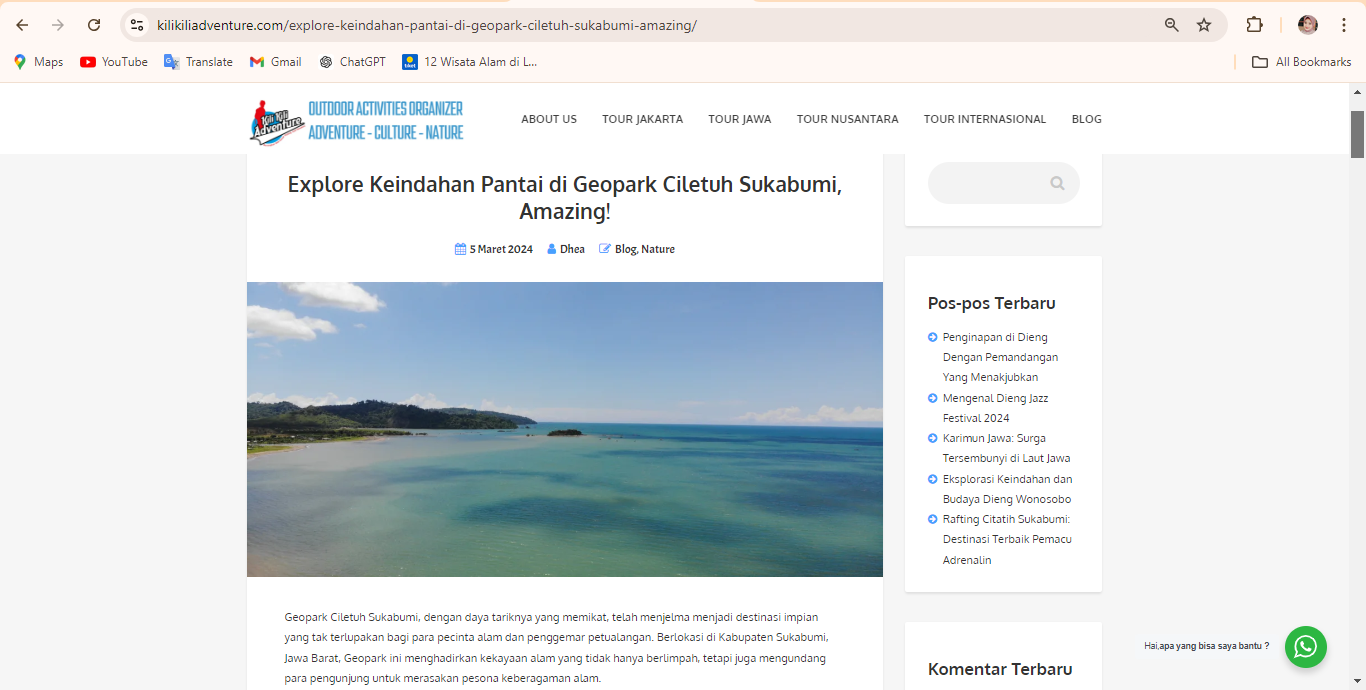 kilikiliadventure.com/explore-keindahan-pantai-di-geopark-ciletuh-sukabumi-amazing/
Maps
YouTube
Translate
Gmail
ChatGPT
12 Wisata Alam di L...
All Bookmarks
Kili Kili
Adventure
OUTDOOR ACTIVITIES ORGANIZER
ADVENTURE - CULTURE - NATURE
ABOUT US
TOUR JAKARTA
TOUR JAWA
TOUR NUSANTARA
TOUR INTERNASIONAL
BLOG
Explore Keindahan Pantai di Geopark Ciletuh Sukabumi,
Amazing!
5 Maret 2024
Dhea
Blog, Nature
Geopark Ciletuh Sukabumi, dengan daya tariknya yang memikat, telah menjelma menjadi destinasi impian
yang tak terlupakan bagi para pecinta alam dan penggemar petualangan. Berlokasi di Kabupaten Sukabumi,
Jawa Barat, Geopark ini menghadirkan kekayaan alam yang tidak hanya berlimpah, tetapi juga mengundang
para pengunjung untuk merasakan pesona keberagaman alam.
Pos-pos Terbaru
Penginapan di Dieng
Dengan Pemandangan
Yang Menakjubkan
Mengenal Dieng Jazz
Festival 2024
Karimun Jawa: Surga
Tersembunyi di Laut Jawa
Eksplorasi Keindahan dan
Budaya Dieng Wonosobo
Rafting Citatih Sukabumi:
Destinasi Terbaik Pemacu
Adrenalin
Komentar Terbaru
Hai,apa yang bisa saya bantu ?